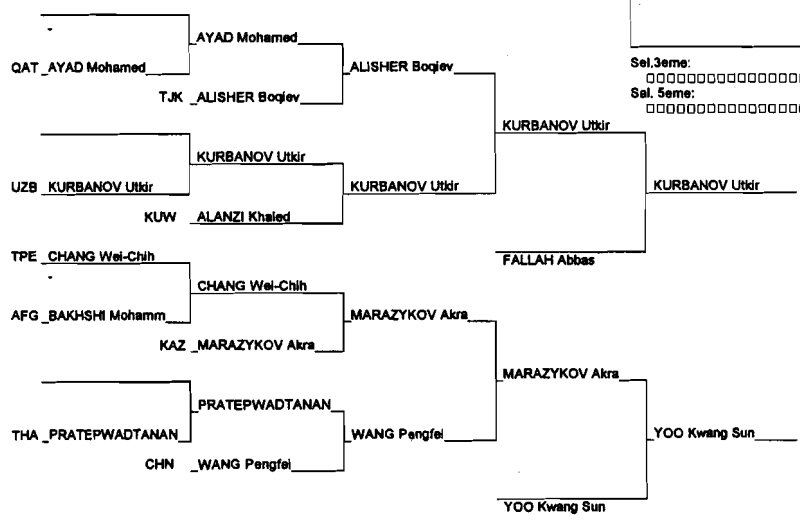 AYAD Mohamed
QAT AYAD Mohamed
ALISHER Boqiev
TJK ALISHER Boqiev
Sel.3eme:
Sel. 5eme:
KURBANOV Utkir
KURBANOV Utkir
UZB KURBANOV Utkir
KURBANOV Utkir
KURBANOV Utkir
KUW ALANZI Khaled
TPE CHANG Wei-Chih
FALLAH Abbas
CHANG Wei-Chih
AFG BAKHSHI Mohamm
MARAZYKOV Akra
KAZ MARAZYKOV Akra
MARAZYKOV Akra
PRATEPWADTANAN
THA PRATEPWADTANAN
WANG Pengfei
YOO Kwang Sun
CHN WANG Pengfei
YOO Kwang Sun